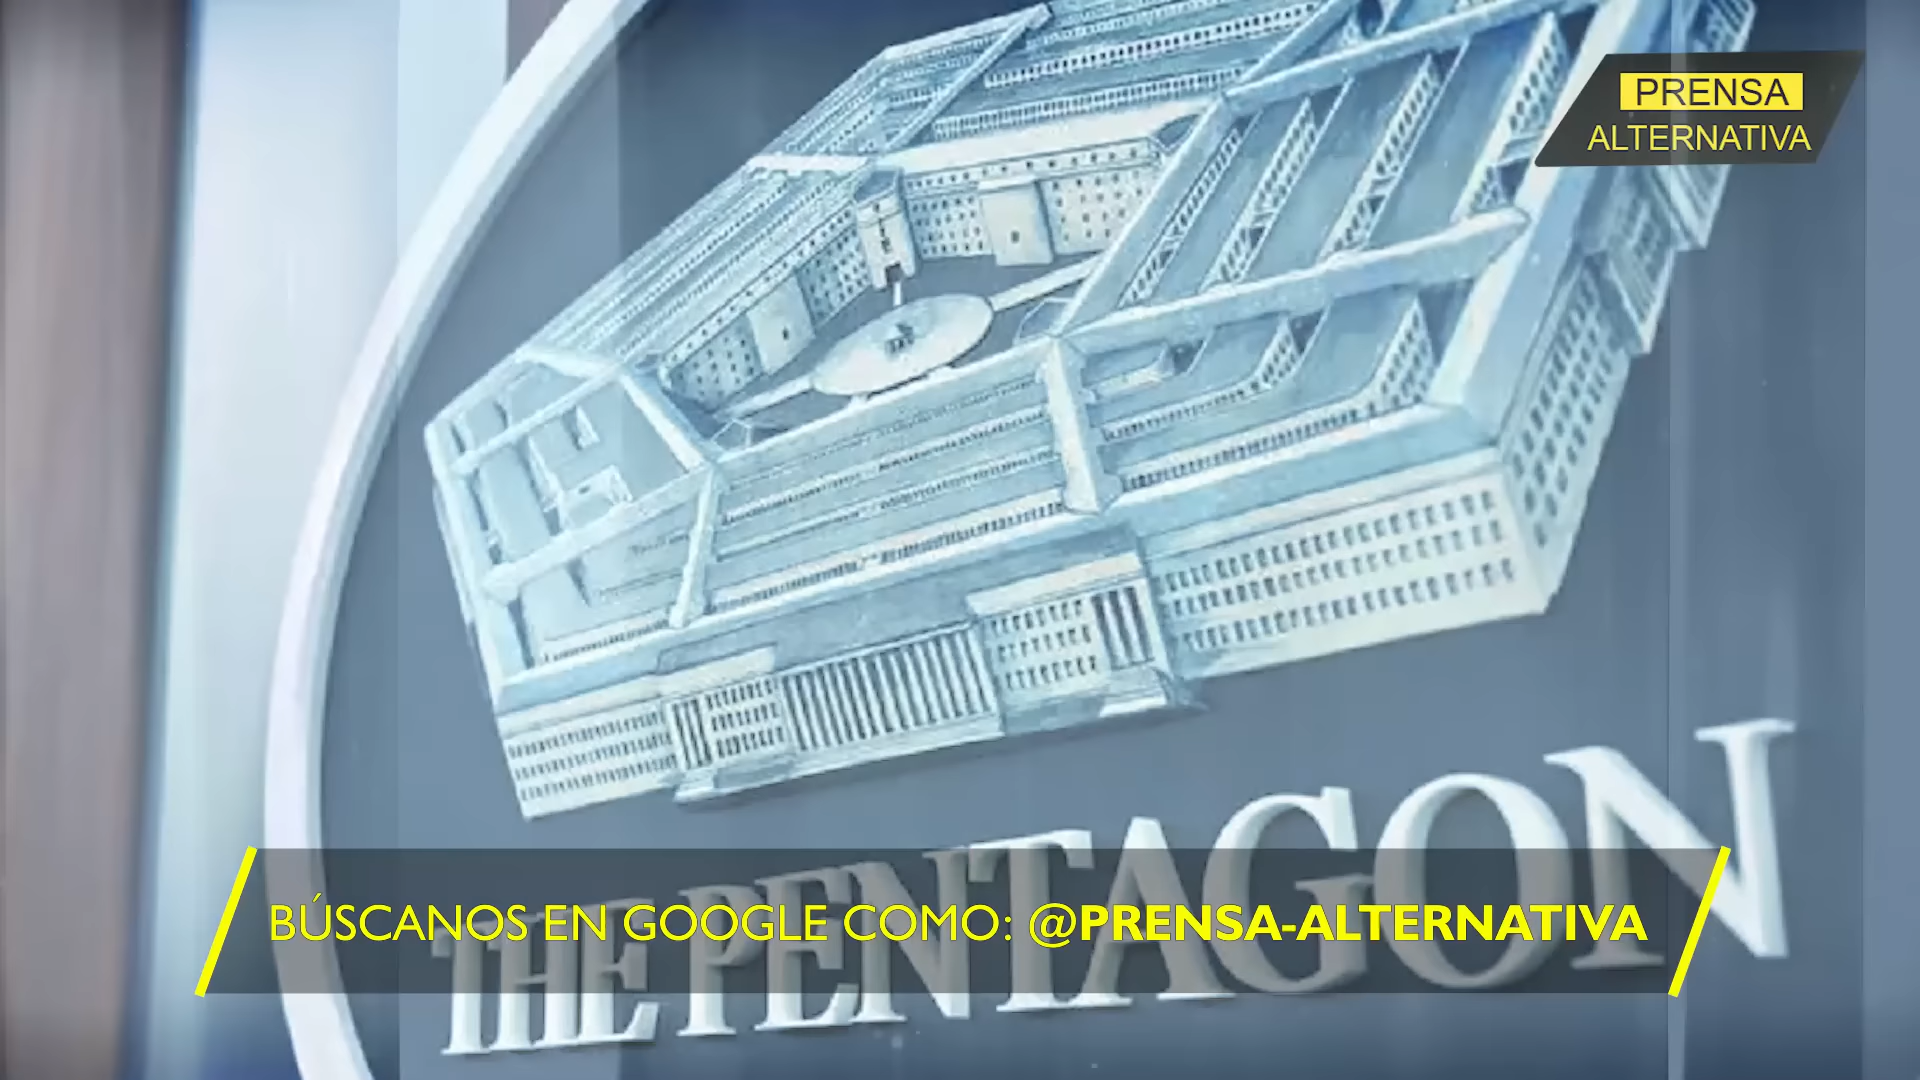 PRENSA
ALTERNATIVA
THE PENTAGON
BÚSCANOS EN GOOGLE COMO: @PRENSA-ALTERNATIVA